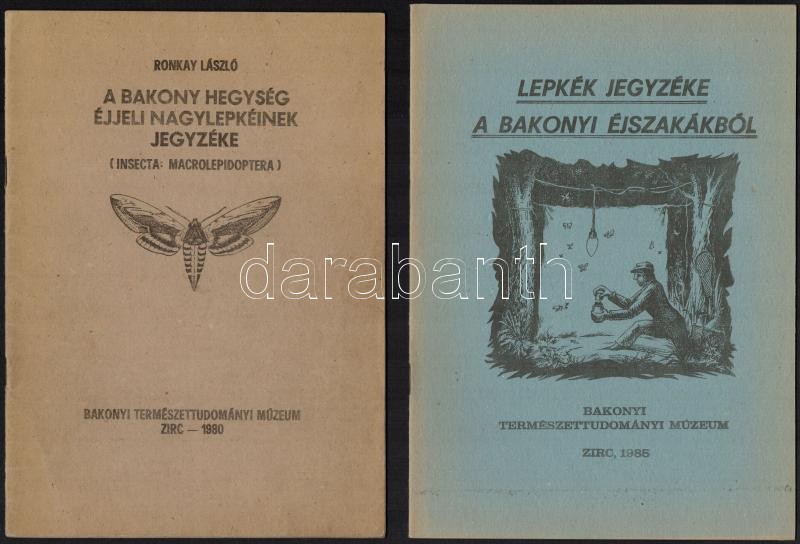 RONKAY LÁSZLÓ
A BAKONY HEGYSÉG
ÉJJELI NAGYLEPKÉINEK
JEGYZÉKE
(INSECTA: MACROLEPIDOPTERA)
BAKONYI TERMÉSZETTUDOMÁNYI MÚZEUM
ZIRC — 1980
LEPKÉK JEGYZÉKE
A BAKONYI ÉJSZAKÁKBÓL
BAKONYI
TERMÉSZETTUDOMÁNYI MÚZEUM
ZIRC, 1985
darabanth